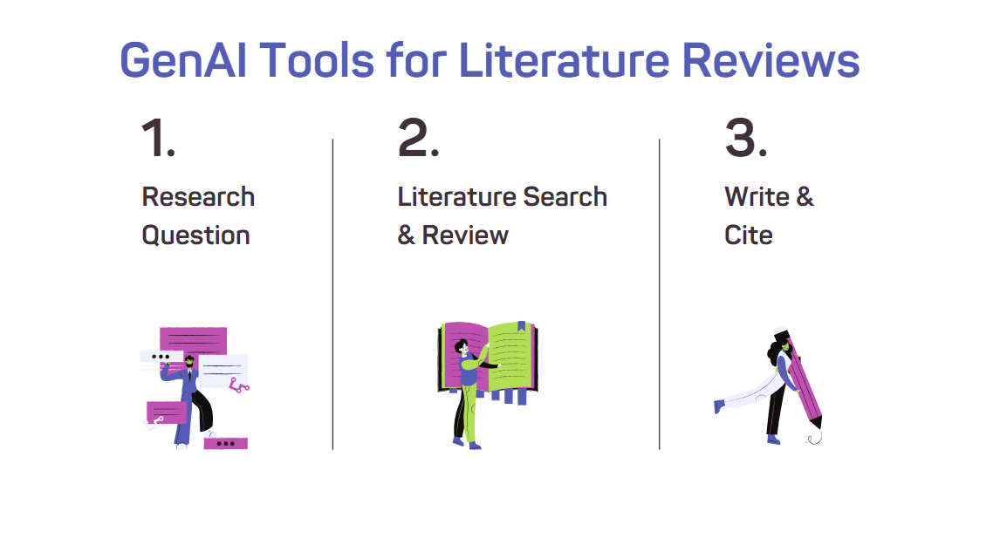 GenAI Tools for Literature Reviews
1.
Research
Question
2.
Literature Search
& Review
3.
Write &
Cite